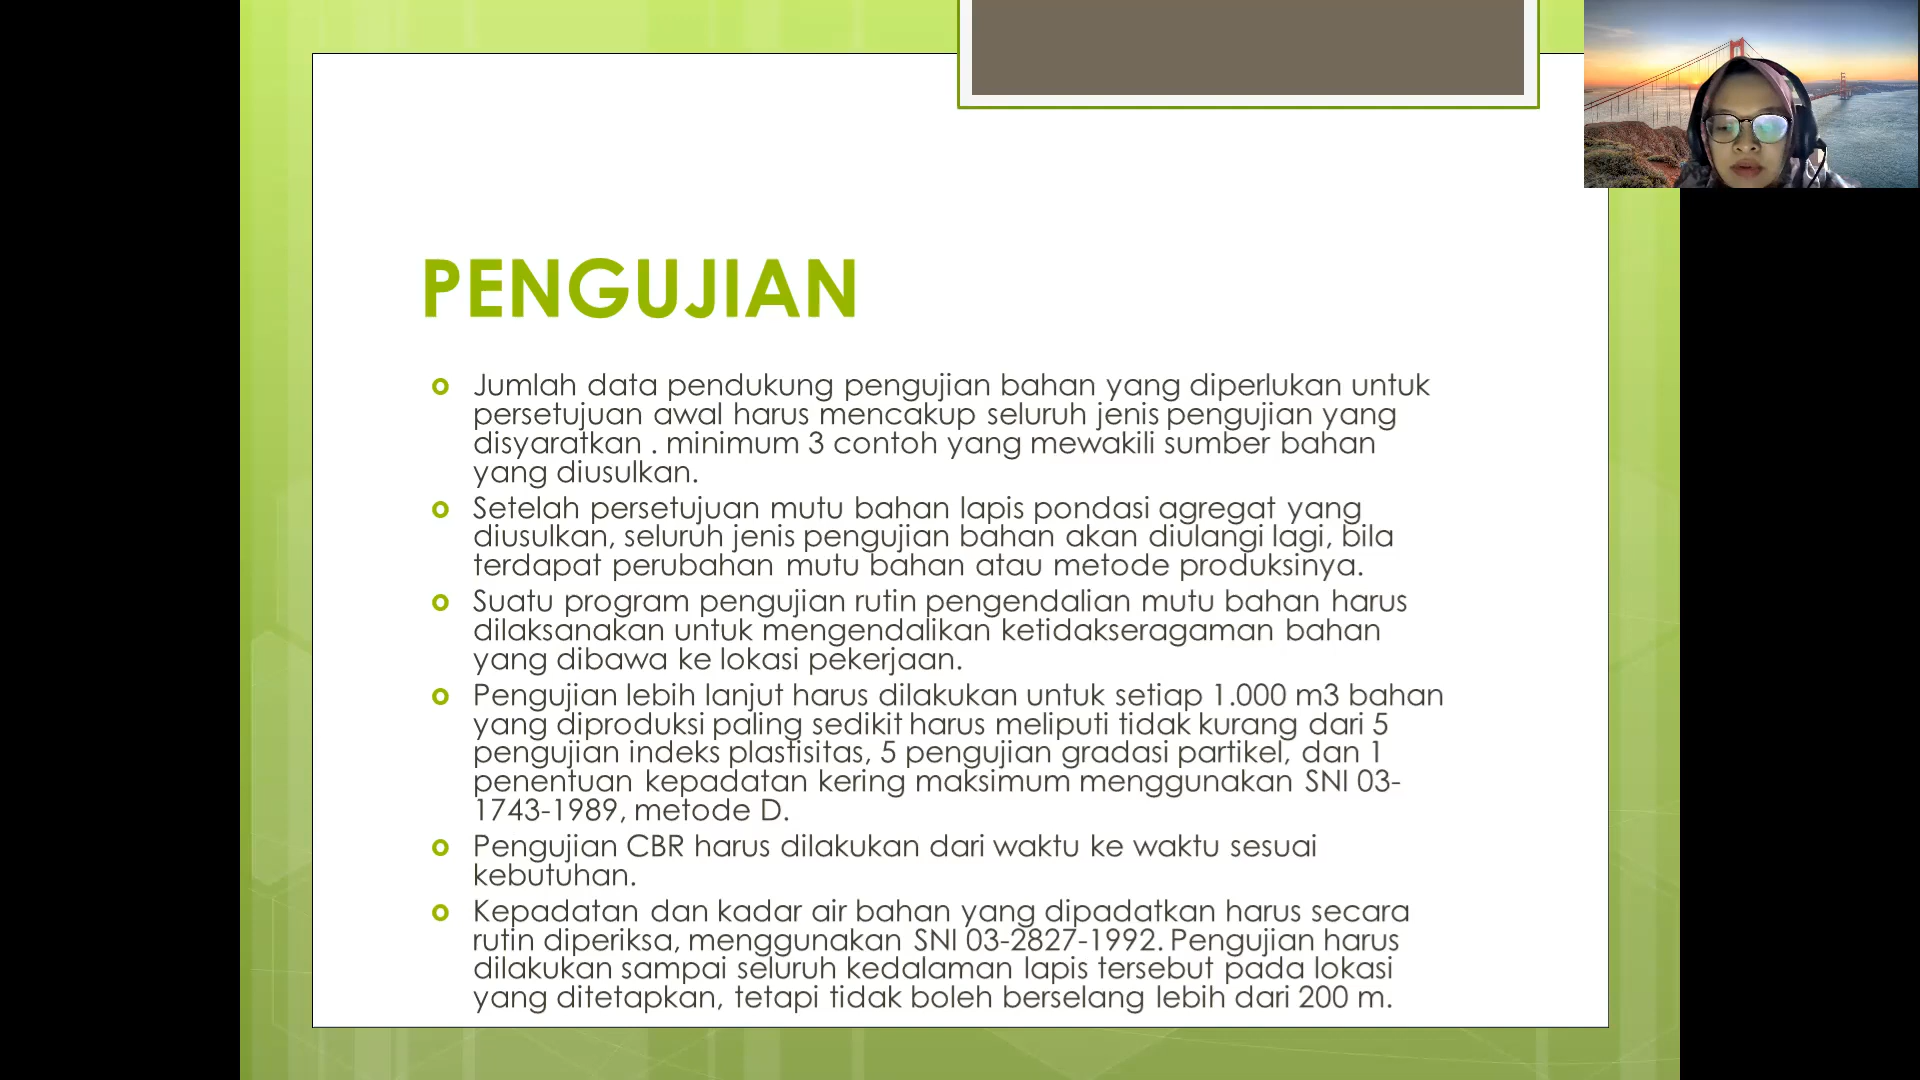 PENGUJIAN
Jumlah data pendukung pengujian bahan yang diperlukan untuk
persetujuan awal harus mencakup seluruh jenis pengujian yang
disyaratkan . minimum 3 contoh yang mewakili sumber bahan
yang diusulkan.
Setelah persetujuan mutu bahan lapis pondasi agregat yang
diusulkan, seluruh jenis pengujian bahan akan diulangi lagi, bila
terdapat perubahan mutu bahan atau metode produksinya.
Suatu program pengujian rutin pengendalian mutu bahan harus
dilaksanakan untuk mengendalikan ketidakseragaman bahan
yang dibawa ke lokasi pekerjaan.
Pengujian lebih lanjut harus dilakukan untuk setiap 1.000 m3 bahan
yang diproduksi paling sedikit harus meliputi tidak kurang dari 5
pengujian indeks plastisitas, 5 pengujian gradasi partikel, dan 1
penentuan kepadatan kering maksimum menggunakan SNI 03-
1743-1989, metode D.
Pengujian CBR harus dilakukan dari waktu ke waktu sesuai
kebutuhan.
Kepadatan dan kadar air bahan yang dipadatkan harus secara
rutin diperiksa, menggunakan SNI 03-2827-1992. Pengujian harus
dilakukan sampai seluruh kedalaman lapis tersebut pada lokasi
yang ditetapkan, tetapi tidak boleh berselang lebih dari 200 m.